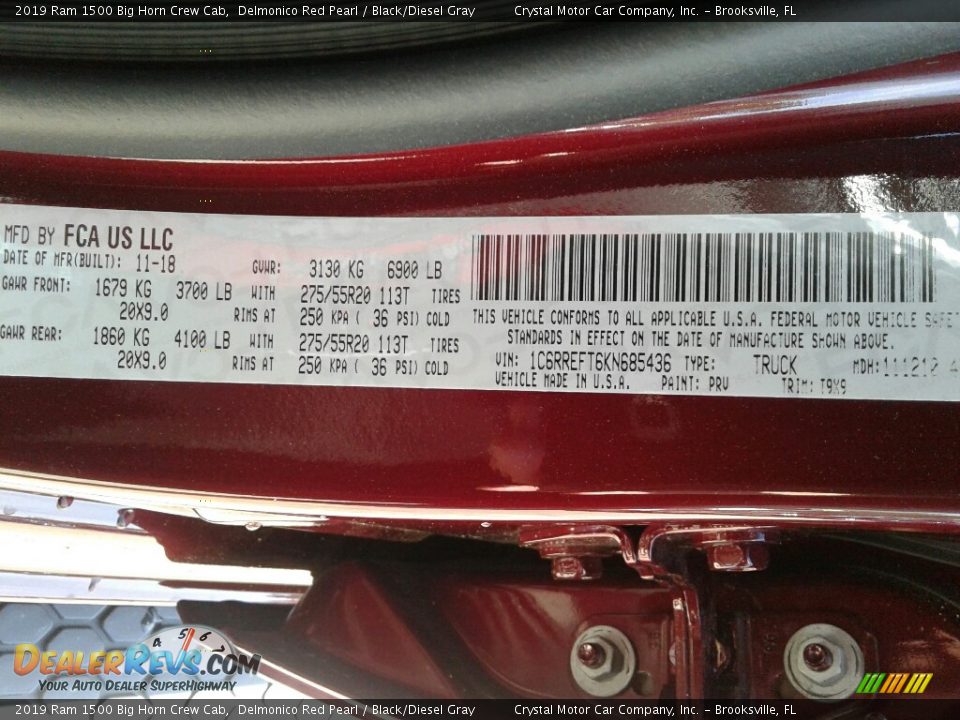 2019 Ram 1500 Big Horn Crew Cab, Delmonico Red Pearl / Black/Diesel Gray Crystal Motor Car Company, Inc. – Brooksville, FL
MFD BY FCA US LLC
DATE OF MFR(BUILT): 11-18 GVWR: 3130 KG 6900 LB
GAWR FRONT: 1679 KG 3700 LB WITH 275/55R20 113T TIRES
20X9.0 RIMS AT 250 KPA ( 36 PSI) COLD
GAWR REAR: 1860 KG 4100 LB WITH 275/55R20 113T TIRES
20X9.0 RIMS AT 250 KPA ( 36 PSI) COLD
THIS VEHICLE CONFORMS TO ALL APPLICABLE U.S.A. FEDERAL MOTOR VEHICLE
STANDARDS IN EFFECT ON THE DATE OF MANUFACTURE SHOWN ABOVE.
VIN: 1C6RREFT6KN685436 TYPE: TRUCK MDH:
VEHICLE MADE IN U.S.A. PAINT: PRV TRIM: T9X9
4 5 6
DEALERREVS.COM
YOUR AUTO DEALER SUPERHIGHWAY
2019 Ram 1500 Big Horn Crew Cab, Delmonico Red Pearl / Black/Diesel Gray Crystal Motor Car Company, Inc. – Brooksville, FL